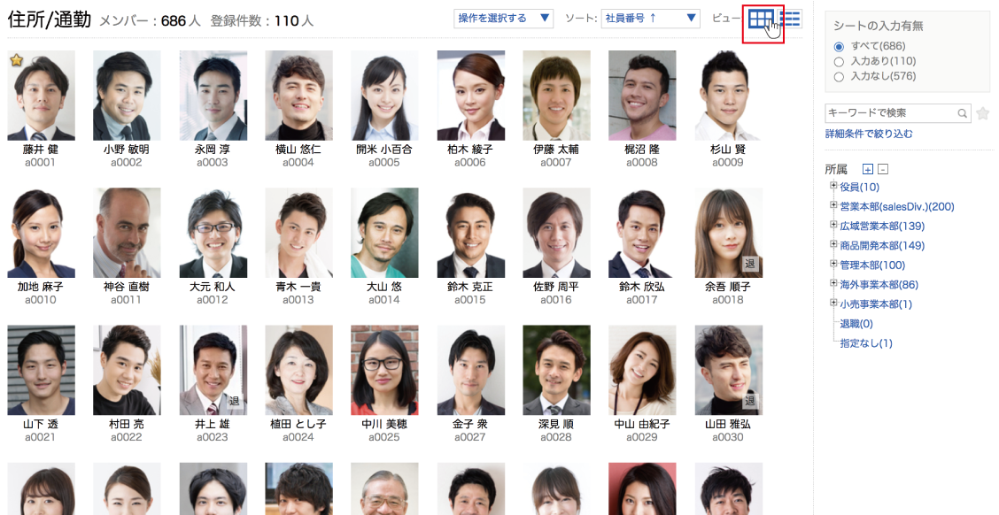 住所/通勤 メンバー：686人 登録件数：110人 操作を選択する ▼ ソート: 社員番号 ↑ ▼ ビュー
藤井 健 小野 敏明 永岡 淳 横山 悠仁 開米 小百合 柏木 綾子 伊藤 太輔 梶沼 隆 杉山 賢
a0001 a0002 a0003 a0004 a0005 a0006 a0007 a0008 a0009
退
加地 麻子 神谷 直樹 大元 和人 青木 一貴 大山 悠 鈴木 克正 佐野 周平 鈴木 欣弘 余吾 順子
a0010 a0011 a0012 a0013 a0014 a0015 a0016 a0017 a0018
退 退
山下 透 村田 亮 井上 雄 植田 とし子 中川 美穂 金子 衆 深見 順 中山 由紀子 山田 雅弘
a0021 a0022 a0023 a0024 a0025 a0027 a0028 a0029 a0030
シートの入力有無
すべて(686)
入力あり(110)
入力なし(576)
キーワードで検索
詳細条件で絞り込む
所属 + -
役員(10)
営業本部(salesDiv.)(200)
広域営業本部(139)
商品開発本部(149)
管理本部(100)
海外事業本部(86)
小売事業本部(1)
退職(0)
指定なし(1)